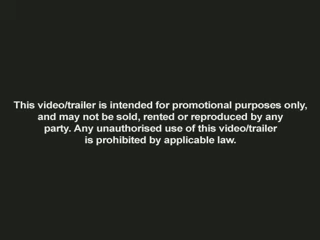 This video/trailer is intended for promotional purposes only,
and may not be sold, rented or reproduced by any
party. Any unauthorised use of this video/trailer
is prohibited by applicable law.